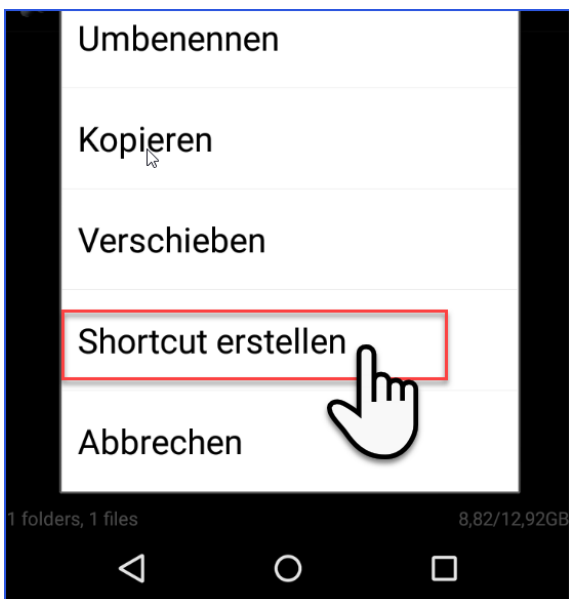 Umbenennen
Kopieren
Verschieben
Shortcut erstellen
Abbrechen
1 folders, 1 files 8,82/12,92GB